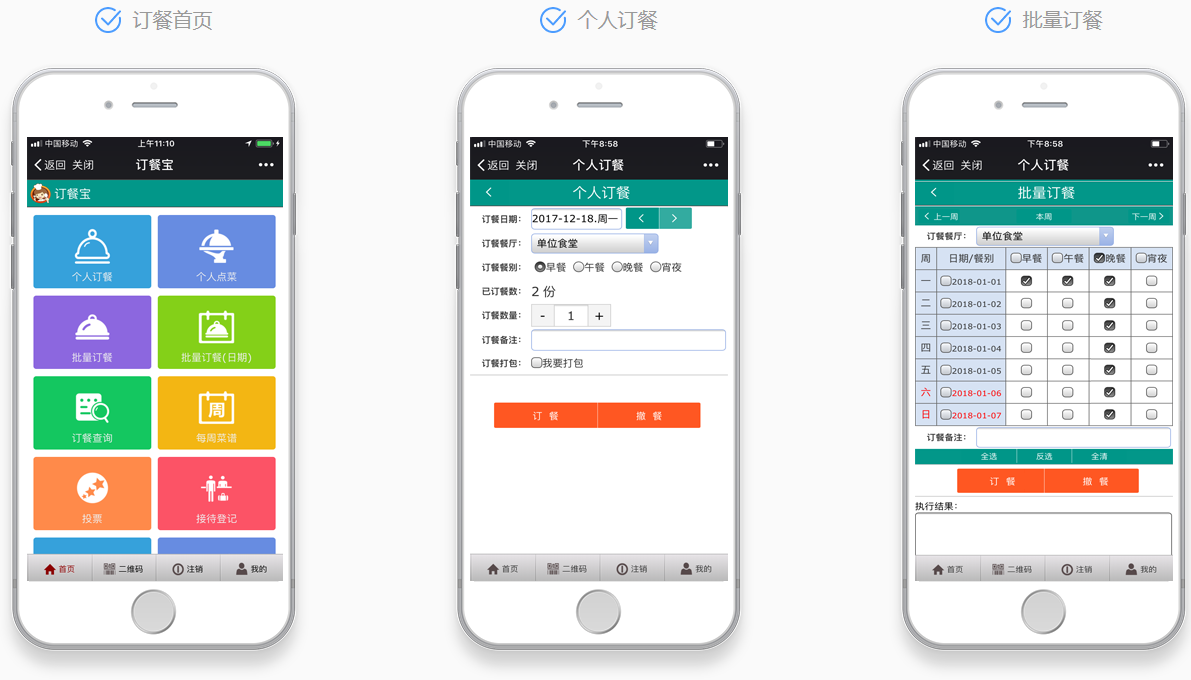 订餐首页
个人订餐
批量订餐
中国移动 上午11:10
返回 关闭 订餐宝
订餐宝
个人订餐 个人点菜
批量订餐 批量订餐(日期)
订餐查询 周 每周菜谱
投票 接待登记
首页 二维码 注销 我的
中国移动 下午8:58
返回 关闭 个人订餐
个人订餐
订餐日期: 2017-12-18.周一
订餐餐厅: 单位食堂
订餐餐别: 早餐 午餐 晚餐 宵夜
已订餐数: 2 份
订餐数量: - 1 +
订餐备注:
订餐打包: 我要打包
订 餐 撤 餐
首页 二维码 注销 我的
中国移动 下午8:58
返回 关闭 个人订餐
批量订餐
上一周 本周 下一周
订餐餐厅: 单位食堂
周 日期/餐别 早餐 午餐 晚餐 宵夜
一 2018-01-01
二 2018-01-02
三 2018-01-03
四 2018-01-04
五 2018-01-05
六 2018-01-06
日 2018-01-07
订餐备注:
全选 反选 全清
订 餐 撤 餐
执行结果:
首页 二维码 注销 我的